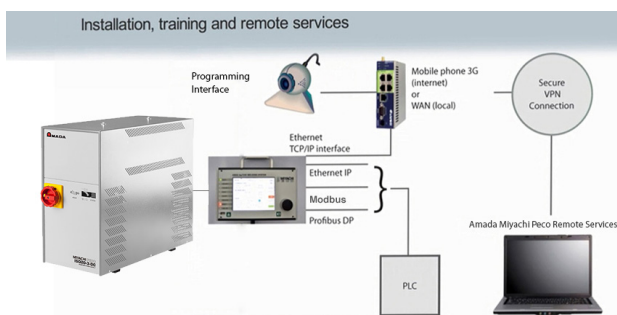 Installation, training and remote services
Programming
Interface
Mobile phone 3G
(internet)
or
WAN (local)
Secure
VPN
Connection
Ethernet
TCP/IP interface
AMADA
Ethernet IP
Modbus
Profibus DP
Amada Miyachi Peco Remote Services
PLC